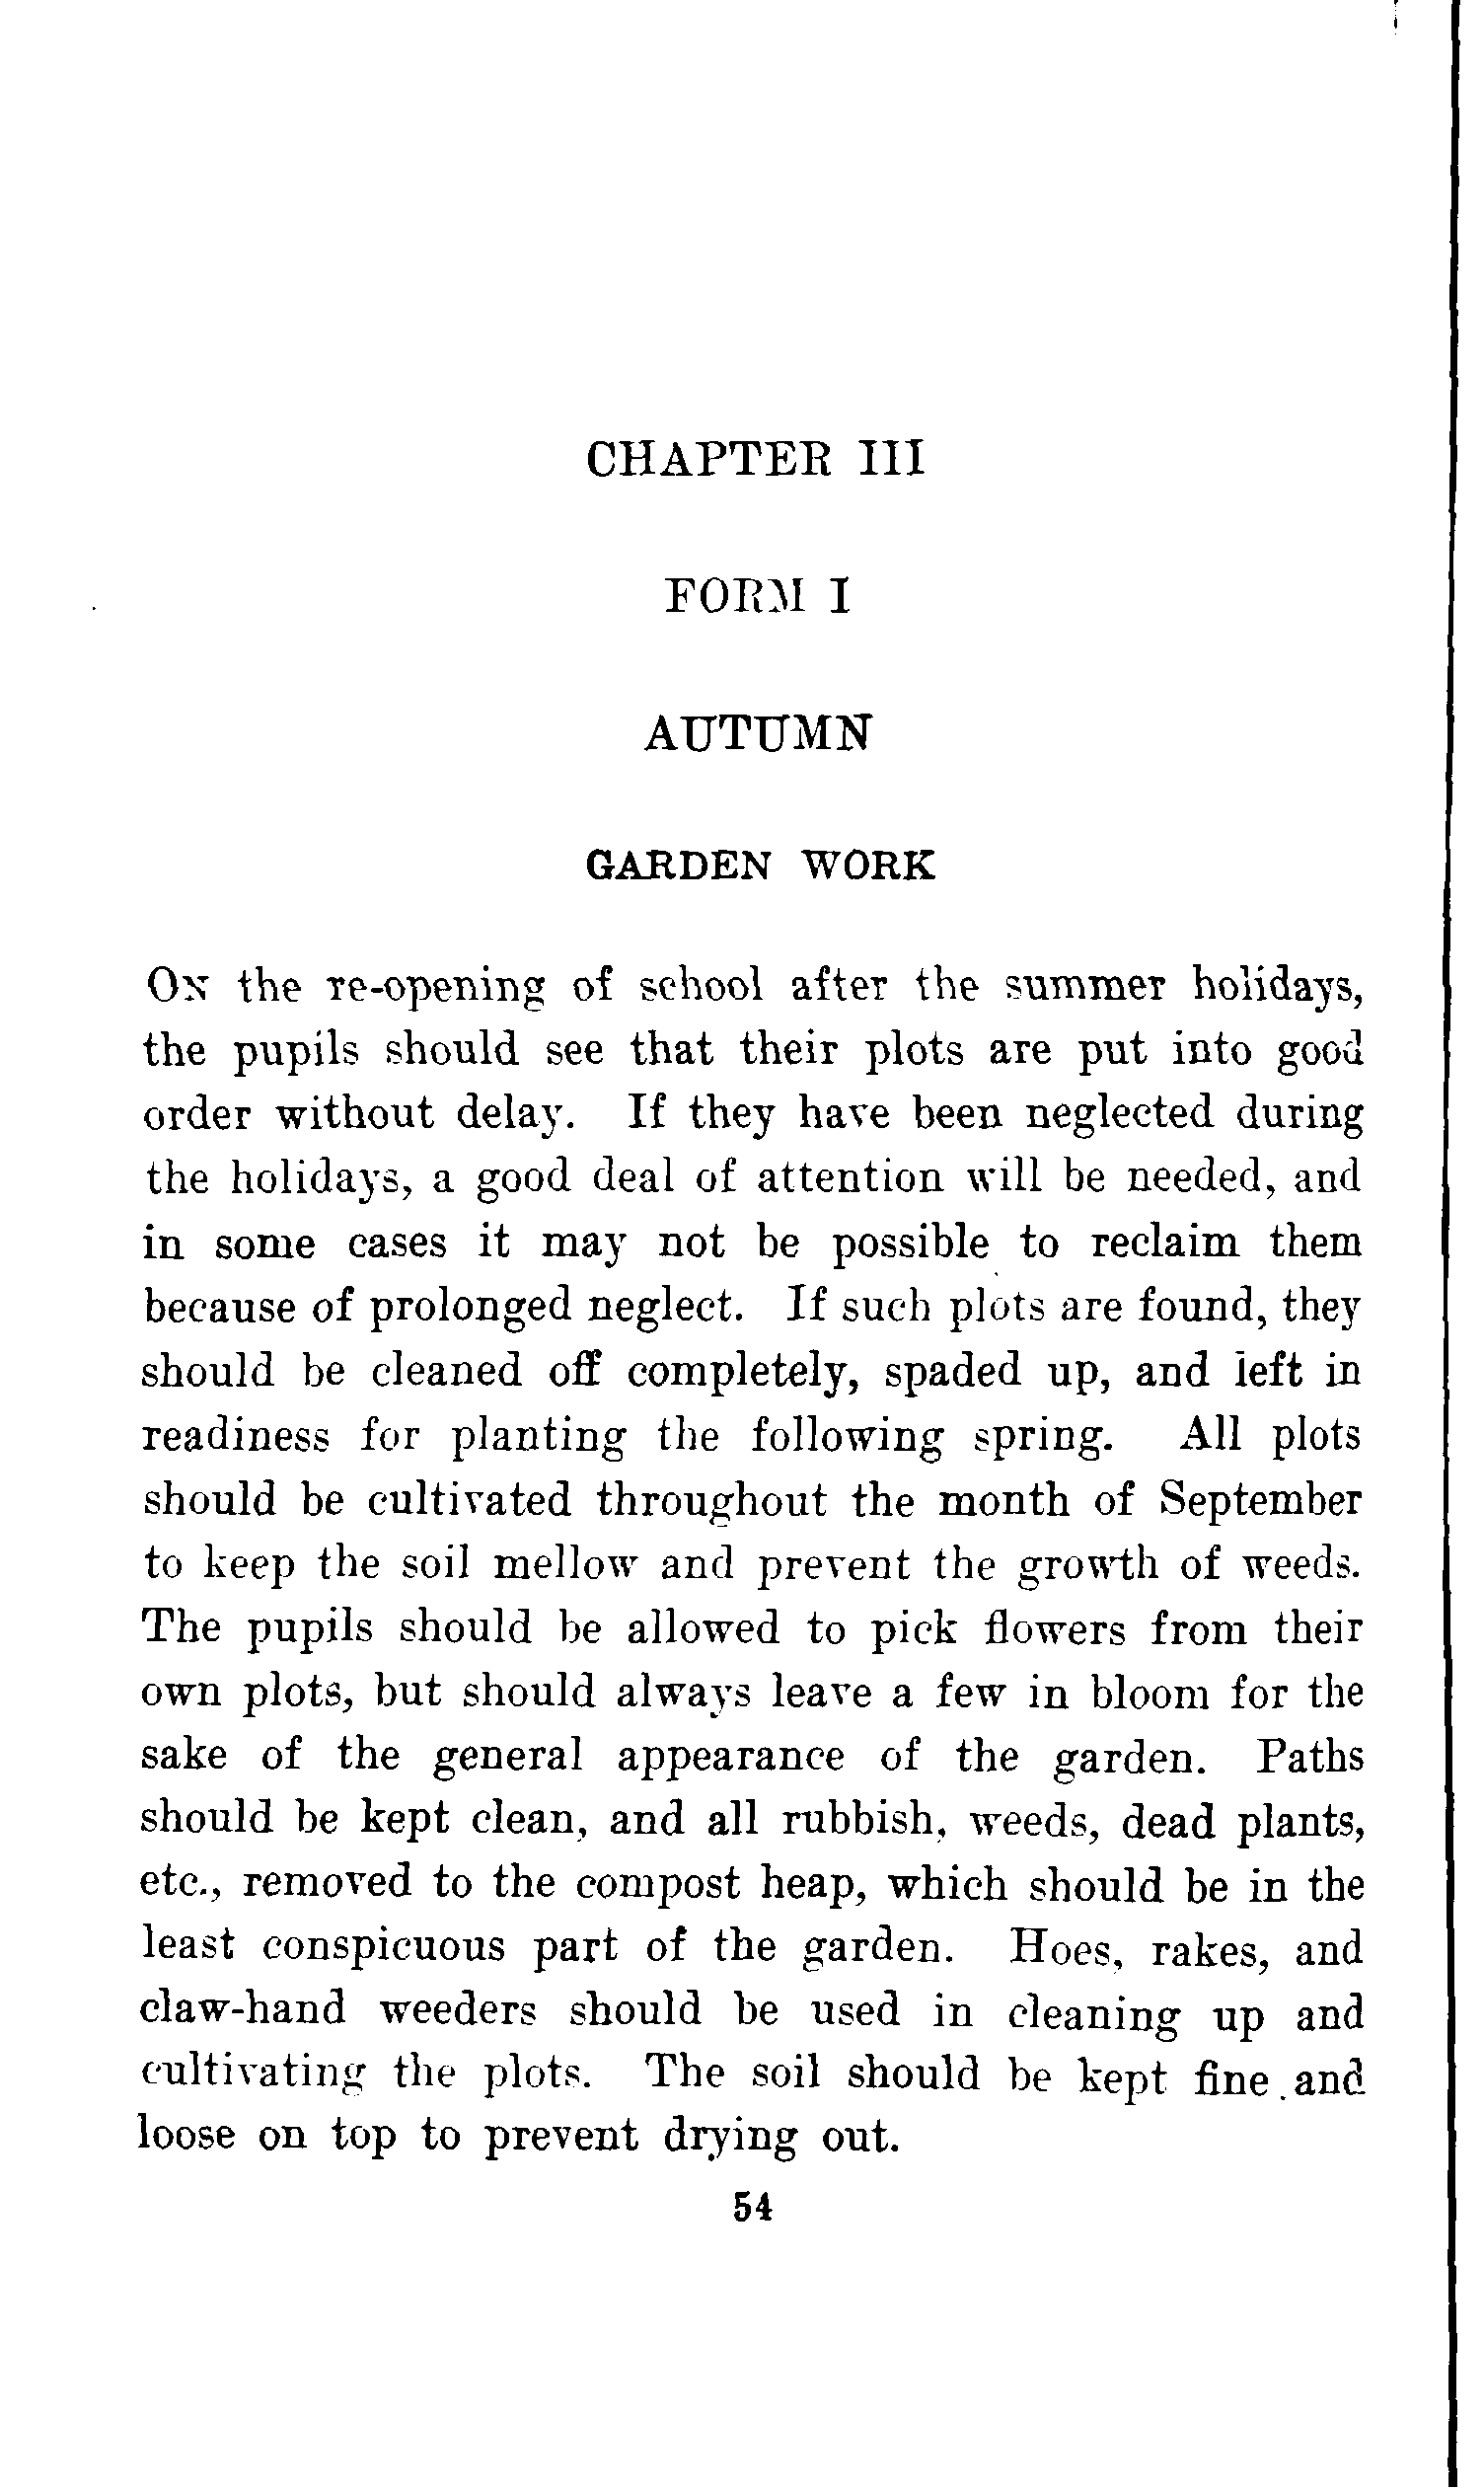 CHAPTER III
FORM I
AUTUMN
GARDEN WORK
ON the re-opening of school after the summer holidays,
the pupils should see that their plots are put into good
order without delay. If they have been neglected during
the holidays, a good deal of attention will be needed, and
in some cases it may not be possible to reclaim them
because of prolonged neglect. If such plots are found, they
should be cleaned off completely, spaded up, and left in
readiness for planting the following spring. All plots
should be cultivated throughout the month of September
to keep the soil mellow and prevent the growth of weeds.
The pupils should be allowed to pick flowers from their
own plots, but should always leave a few in bloom for the
sake of the general appearance of the garden. Paths
should be kept clean, and all rubbish, weeds, dead plants,
etc., removed to the compost heap, which should be in the
least conspicuous part of the garden. Hoes, rakes, and
claw-hand weeders should be used in cleaning up and
cultivating the plots. The soil should be kept fine and
loose on top to prevent drying out.
54